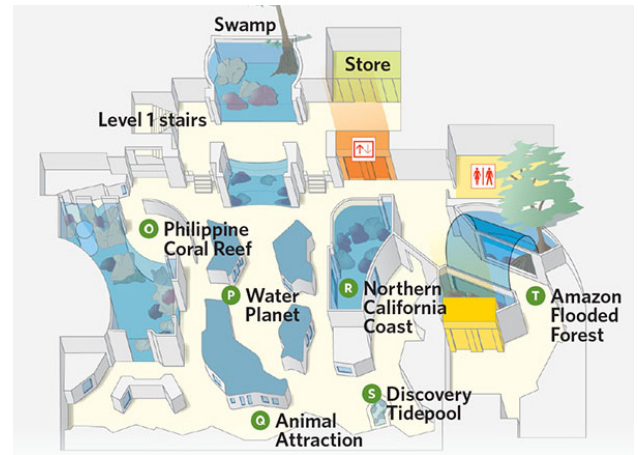 Swamp
Store
Level 1 stairs
O Philippine
Coral Reef
P Water
Planet
R Northern
California
Coast
T Amazon
Flooded
Forest
S Discovery
Tidepool
Q Animal
Attraction